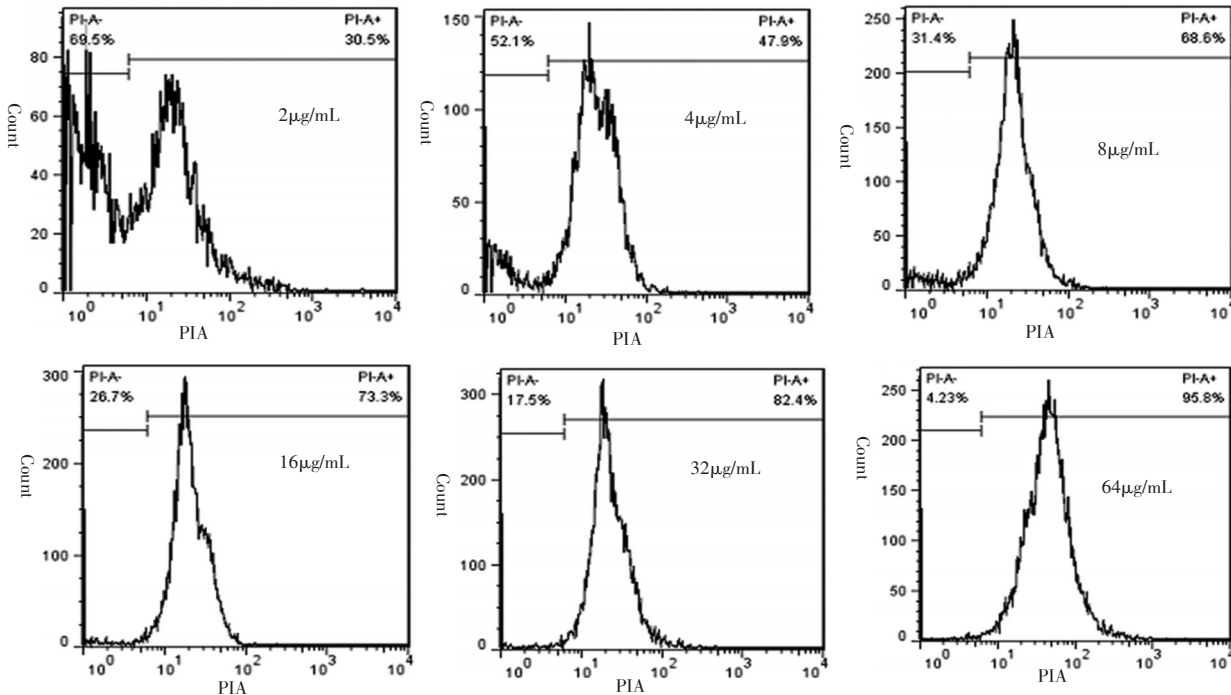 PI-A- PI-A+
69.5% 30.5%
80
60
40
20
0
Count
2μg/mL
10^0 10^1 10^2 10^3 10^4
PIA
150
PI-A- PI-A+
52.1% 47.9%
100
50
0
Count
4μg/mL
10^0 10^1 10^2 10^3 10^4
PIA
250
PI-A- PI-A+
31.4% 68.6%
200
150
100
50
0
Count
8μg/mL
10^0 10^1 10^2 10^3 10^4
PIA
300
PI-A- PI-A+
26.7% 73.3%
200
100
0
Count
16μg/mL
10^0 10^1 10^2 10^3 10^4
PIA
300
PI-A- PI-A+
17.5% 82.4%
200
100
0
Count
32μg/mL
10^0 10^1 10^2 10^3 10^4
PIA
PI-A- PI-A+
4.23% 95.8%
250
200
150
100
50
0
Count
64μg/mL
10^0 10^1 10^2 10^3 10^4
PIA